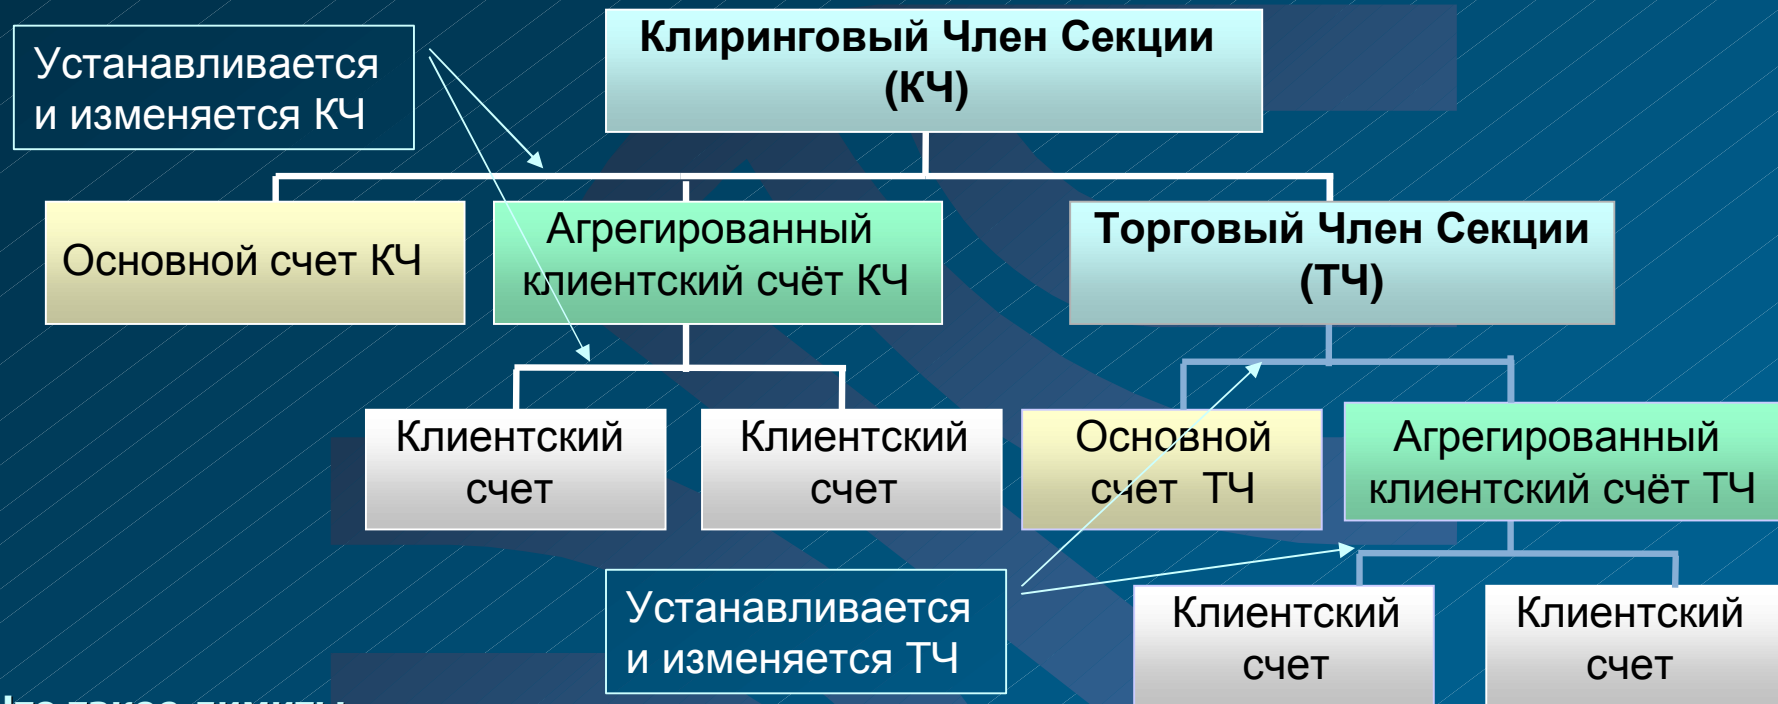 Клиринговый Член Секции
(КЧ)
Устанавливается
и изменяется КЧ
Основной счет КЧ
Агрегированный
клиентский счёт КЧ
Торговый Член Секции
(ТЧ)
Клиентский
счет
Клиентский
счет
Основной
счет ТЧ
Агрегированный
клиентский счёт ТЧ
Устанавливается
и изменяется ТЧ
Клиентский
счет
Клиентский
счет